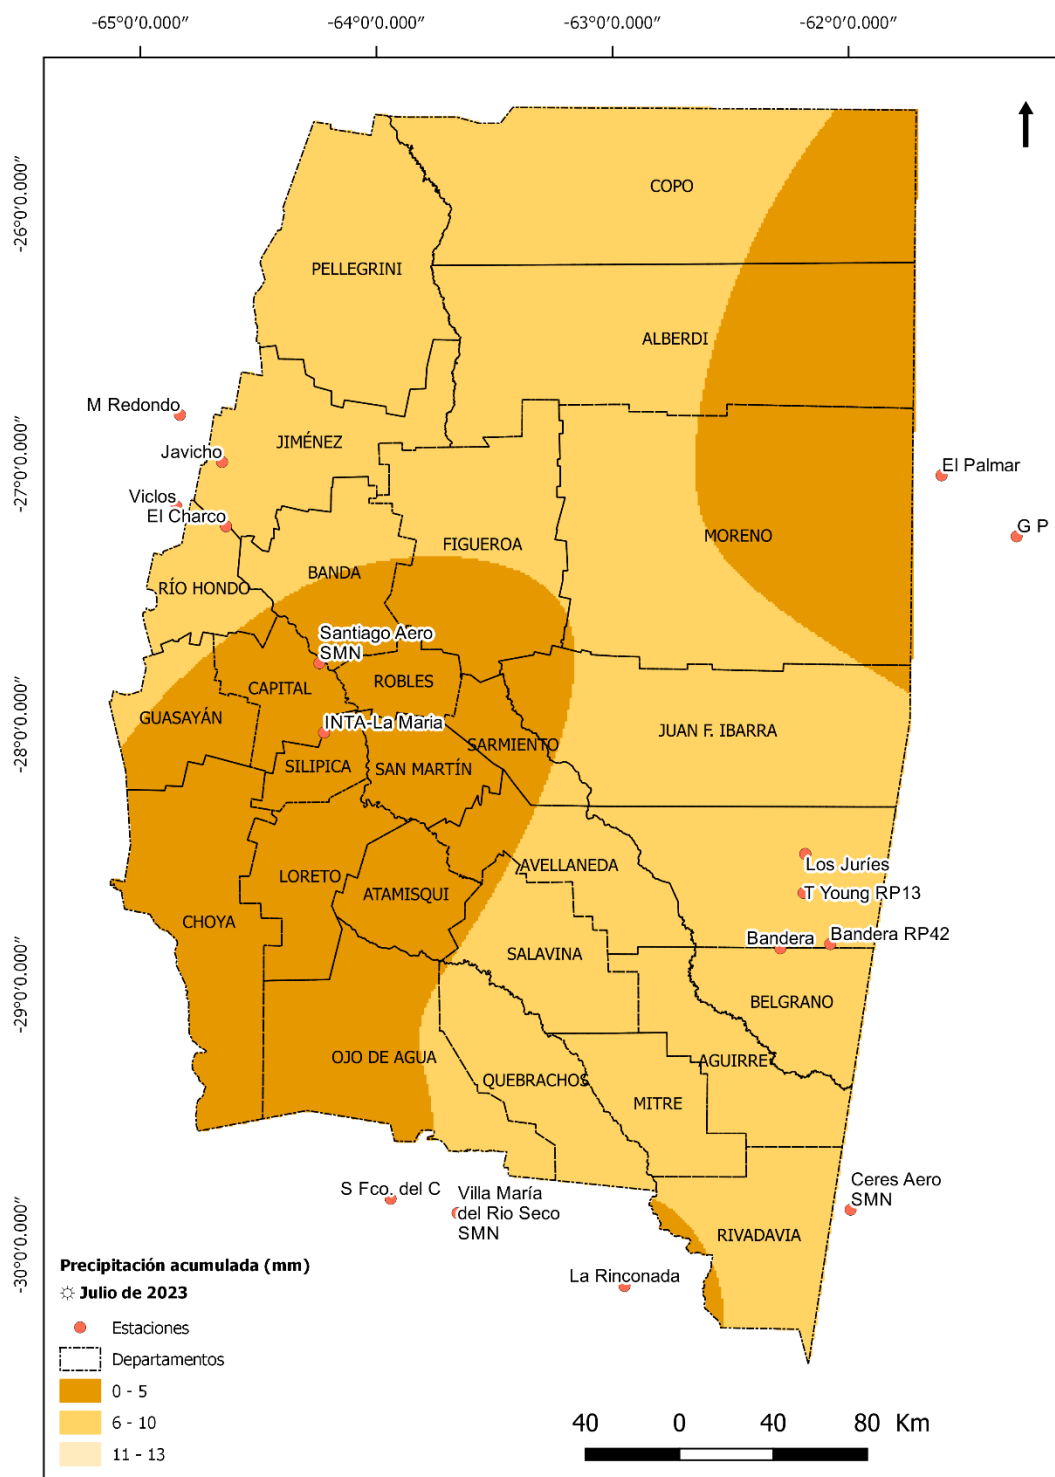 -65°0′0.000″ -64°0′0.000″ -63°0′0.000″ -62°0′0.000″
-26°0′0.000″
-27°0′0.000″
-28°0′0.000″
-29°0′0.000″
-30°0′0.000″
COPO
PELLEGRINI
ALBERDI
M Redondo
JIMÉNEZ
Javicho
El Palmar
Viclos
El Charco
G P
MORENO
FIGUEROA
BANDA
RÍO HONDO
Santiago Aero
SMN
ROBLES
CAPITAL
GUASAYÁN
INTA-La Maria
JUAN F. IBARRA
SARMIENTO
SILIPICA
SAN MARTÍN
AVELLANEDA
Los Juríes
LORETO
ATAMISQUI
T Young RP13
CHOYA
Bandera
Bandera RP42
SALAVINA
BELGRANO
OJO DE AGUA
AGUIRRE
QUEBRACHOS
MITRE
S Fco. del C
Villa María
del Rio Seco
SMN
Ceres Aero
SMN
RIVADAVIA
La Rinconada
Precipitación acumulada (mm)
Julio de 2023
Estaciones
Departamentos
0 - 5
6 - 10
11 - 13
40 0 40 80 Km